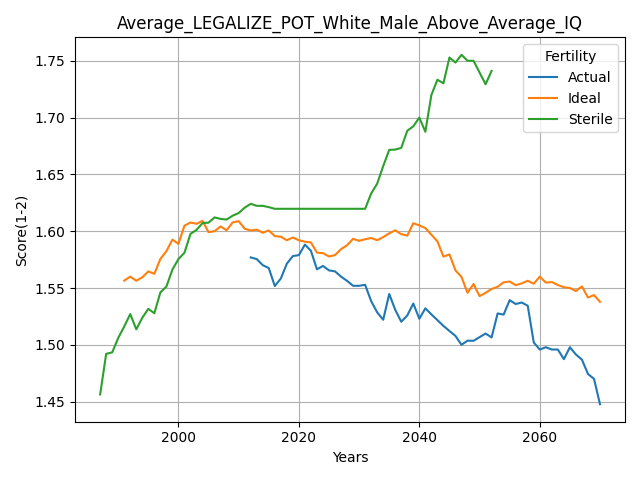 Average_LEGALIZE_POT_White_Male_Above_Average_IQ
Fertility
Actual
Ideal
Sterile
Score(1-2)
1.75
1.70
1.65
1.60
1.55
1.50
1.45
2000 2020 2040 2060
Years